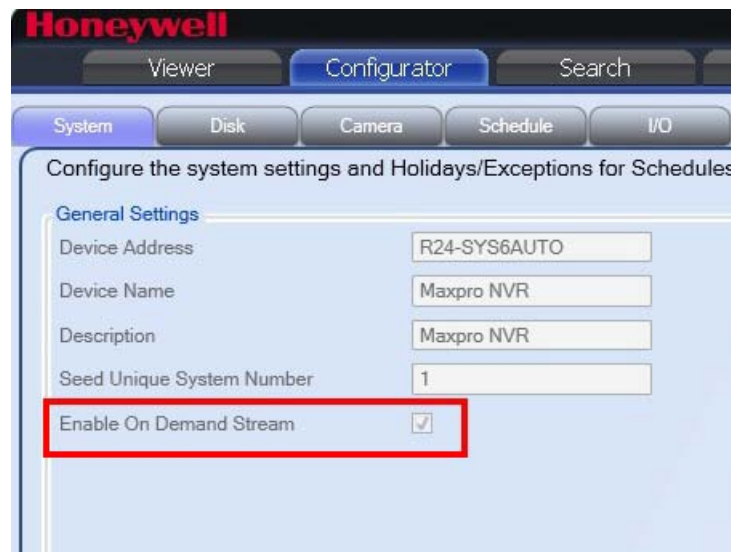 Honeywell
Viewer Configurator Search
System Disk Camera Schedule I/O
Configure the system settings and Holidays/Exceptions for Schedules
General Settings
Device Address R24-SYS6AUTO
Device Name Maxpro NVR
Description Maxpro NVR
Seed Unique System Number 1
Enable On Demand Stream